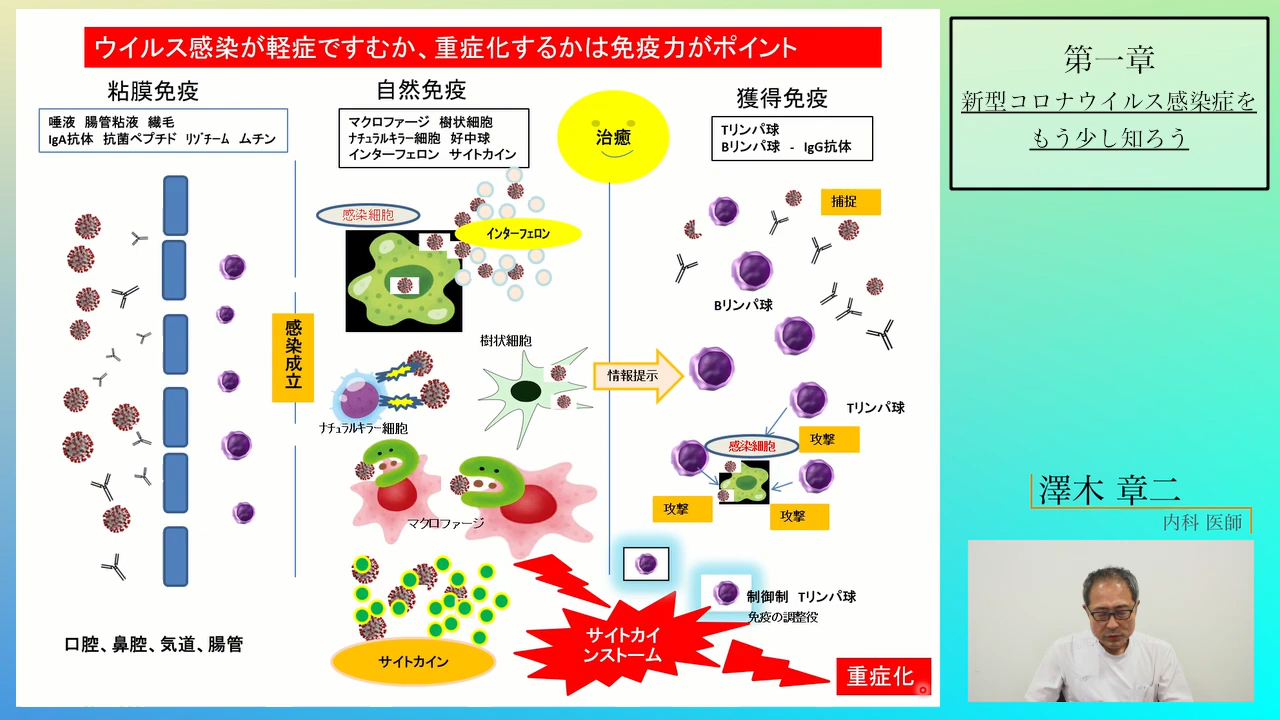 ウイルス感染が軽症ですむか、重症化するかは免疫力がポイント
粘膜免疫
唾液 腸管粘液 繊毛
IgA抗体 抗菌ペプチド リゾチーム ムチン
感染成立
口腔、鼻腔、気道、腸管
自然免疫
マクロファージ 樹状細胞
ナチュラルキラー細胞 好中球
インターフェロン サイトカイン
感染細胞
インターフェロン
樹状細胞
ナチュラルキラー細胞
マクロファージ
サイトカイン
治癒
情報提示
獲得免疫
Tリンパ球
Bリンパ球 - IgG抗体
捕捉
Bリンパ球
Tリンパ球
感染細胞
攻撃
攻撃
攻撃
制御制 Tリンパ球
免疫の調整役
サイトカイ
ンストーム
重症化
第一章
新型コロナウイルス感染症を
もう少し知ろう
澤木 章二
内科 医師